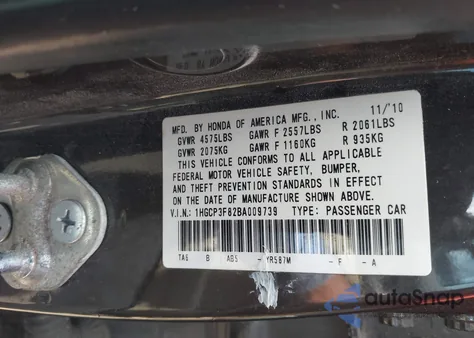 MFD. BY HONDA OF AMERICA MFG., INC. 11/'10
GVWR 4575LBS GAWR F 2557LBS R 2061LBS
GVWR 2075KG GAWR F 1160KG R 935KG
THIS VEHICLE CONFORMS TO ALL APPLICABLE
FEDERAL MOTOR VEHICLE SAFETY, BUMPER,
AND THEFT PREVENTION STANDARDS IN EFFECT
ON THE DATE OF MANUFACTURE SHOWN ABOVE.
V.I.N.: 1HGCP3F82BA009739 TYPE: PASSENGER CAR
TA5 B ABS - YR587M - F - A
autoSnap